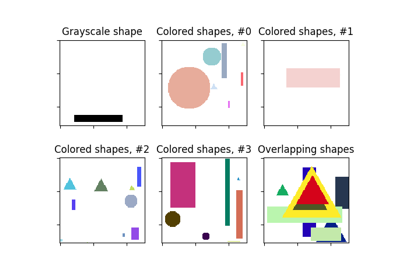 Grayscale shape
Colored shapes, #0
Colored shapes, #1
Colored shapes, #2
Colored shapes, #3
Overlapping shapes